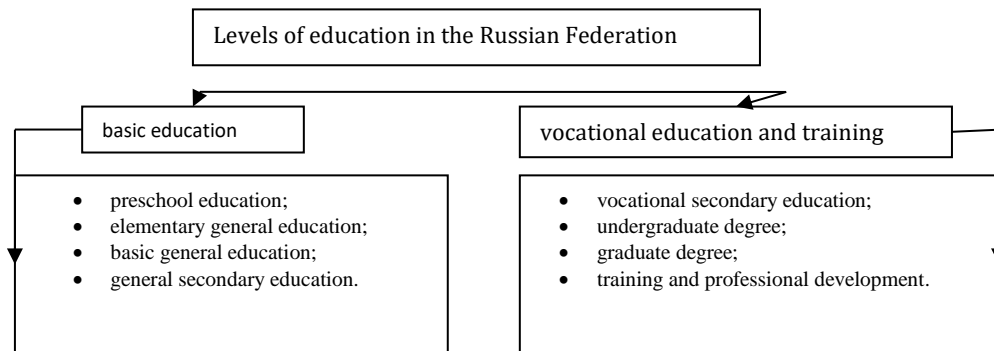 Levels of education in the Russian Federation
basic education
vocational education and training
• preschool education;
• elementary general education;
• basic general education;
• general secondary education.
• vocational secondary education;
• undergraduate degree;
• graduate degree;
• training and professional development.